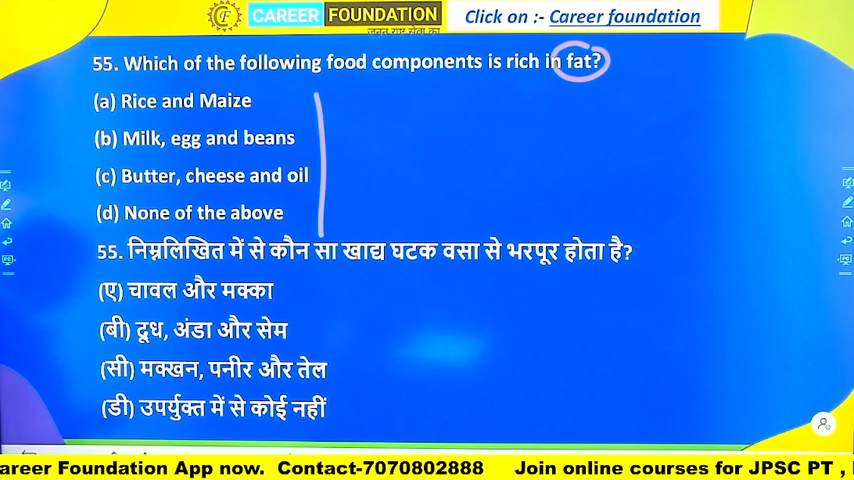 CAREER FOUNDATION
जनन राष्ट्र सेवा का
Click on :- Career foundation
55. Which of the following food components is rich in fat?
(a) Rice and Maize
(b) Milk, egg and beans
(c) Butter, cheese and oil
(d) None of the above
55. निम्नलिखित में से कौन सा खाद्य घटक वसा से भरपूर होता है?
(ए) चावल और मक्का
(बी) दूध, अंडा और सेम
(सी) मक्खन, पनीर और तेल
(डी) उपर्युक्त में से कोई नहीं
areer Foundation App now. Contact-7070802888 Join online courses for JPSC PT ,